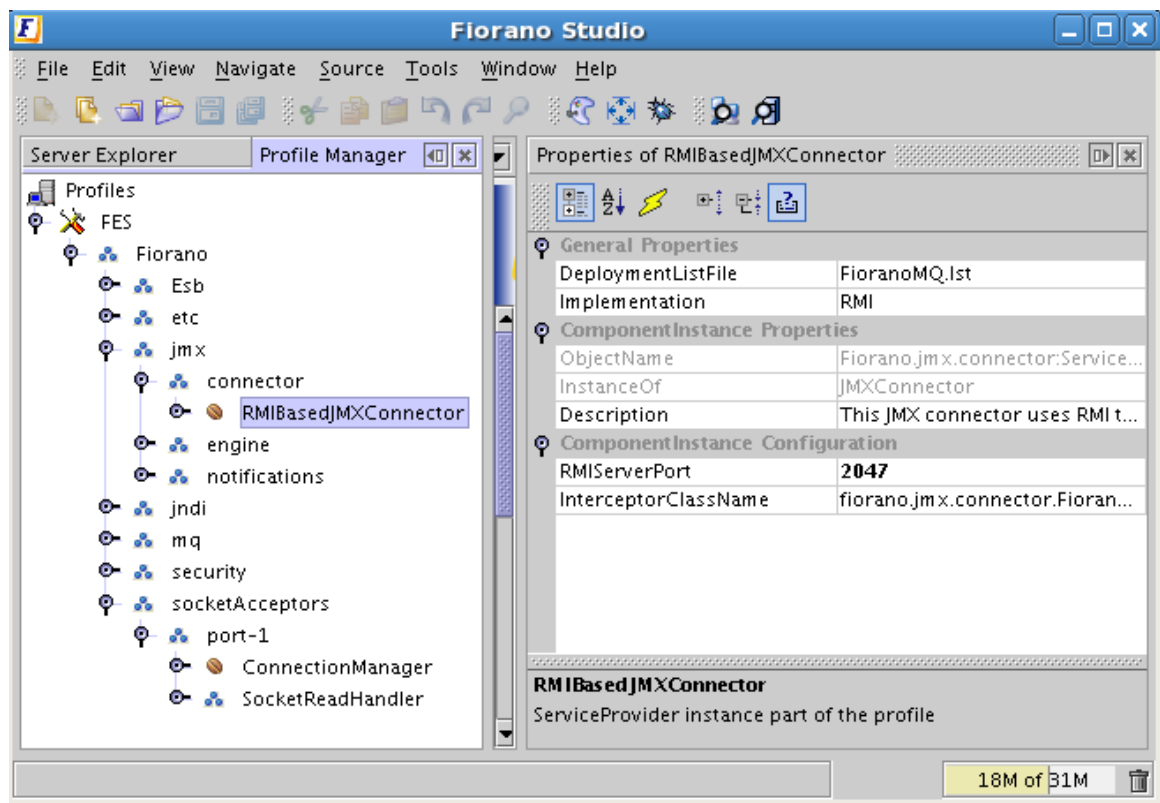 Fiorano Studio
File Edit View Navigate Source Tools Window Help
Server Explorer Profile Manager
Profiles
FES
Fiorano
Esb
etc
jmx
connector
RMIBasedJMXConnector
engine
notifications
jndi
mq
security
socketAcceptors
port-1
ConnectionManager
SocketReadHandler
Properties of RMIBasedJMXConnector
General Properties
DeploymentListFile FioranoMQ.lst
Implementation RMI
ComponentInstance Properties
ObjectName Fiorano.jmx.connector:Service...
InstanceOf JMXConnector
Description This JMX connector uses RMI t...
ComponentInstance Configuration
RMIServerPort 2047
InterceptorClassName fiorano.jmx.connector.Fioran...
RMIBasedJMXConnector
ServiceProvider instance part of the profile
18M of 31M